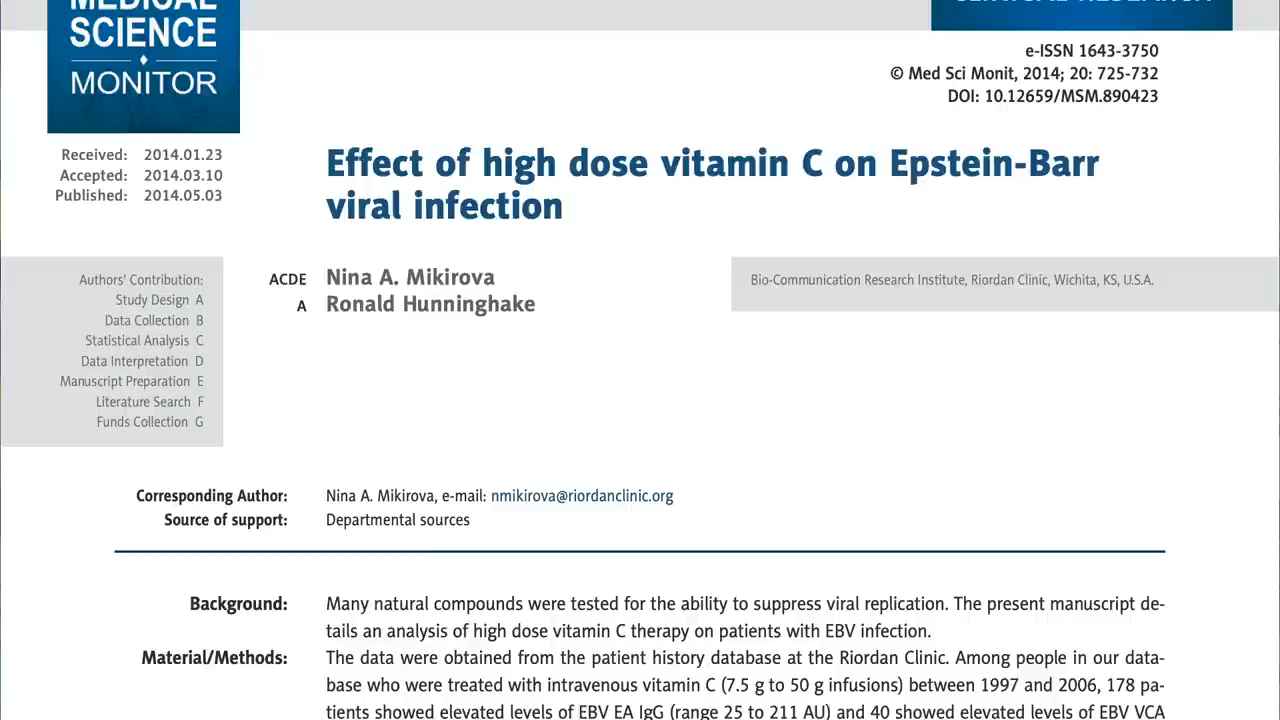 MEDICAL
SCIENCE
MONITOR
CLINICAL RESEARCH
e-ISSN 1643-3750
© Med Sci Monit, 2014; 20: 725-732
DOI: 10.12659/MSM.890423
Received: 2014.01.23
Accepted: 2014.03.10
Published: 2014.05.03
Effect of high dose vitamin C on Epstein-Barr
viral infection
Authors' Contribution:
Study Design A
Data Collection B
Statistical Analysis C
Data Interpretation D
Manuscript Preparation E
Literature Search F
Funds Collection G
ACDE Nina A. Mikirova
A Ronald Hunninghake
Bio-Communication Research Institute, Riordan Clinic, Wichita, KS, U.S.A.
Corresponding Author: Nina A. Mikirova, e-mail: nmikirova@riordanclinic.org
Source of support: Departmental sources
Background: Many natural compounds were tested for the ability to suppress viral replication. The present manuscript de-
tails an analysis of high dose vitamin C therapy on patients with EBV infection.
Material/Methods: The data were obtained from the patient history database at the Riordan Clinic. Among people in our data-
base who were treated with intravenous vitamin C (7.5 g to 50 g infusions) between 1997 and 2006, 178 pa-
tients showed elevated levels of EBV EA IgG (range 25 to 211 AU) and 40 showed elevated levels of EBV VCA